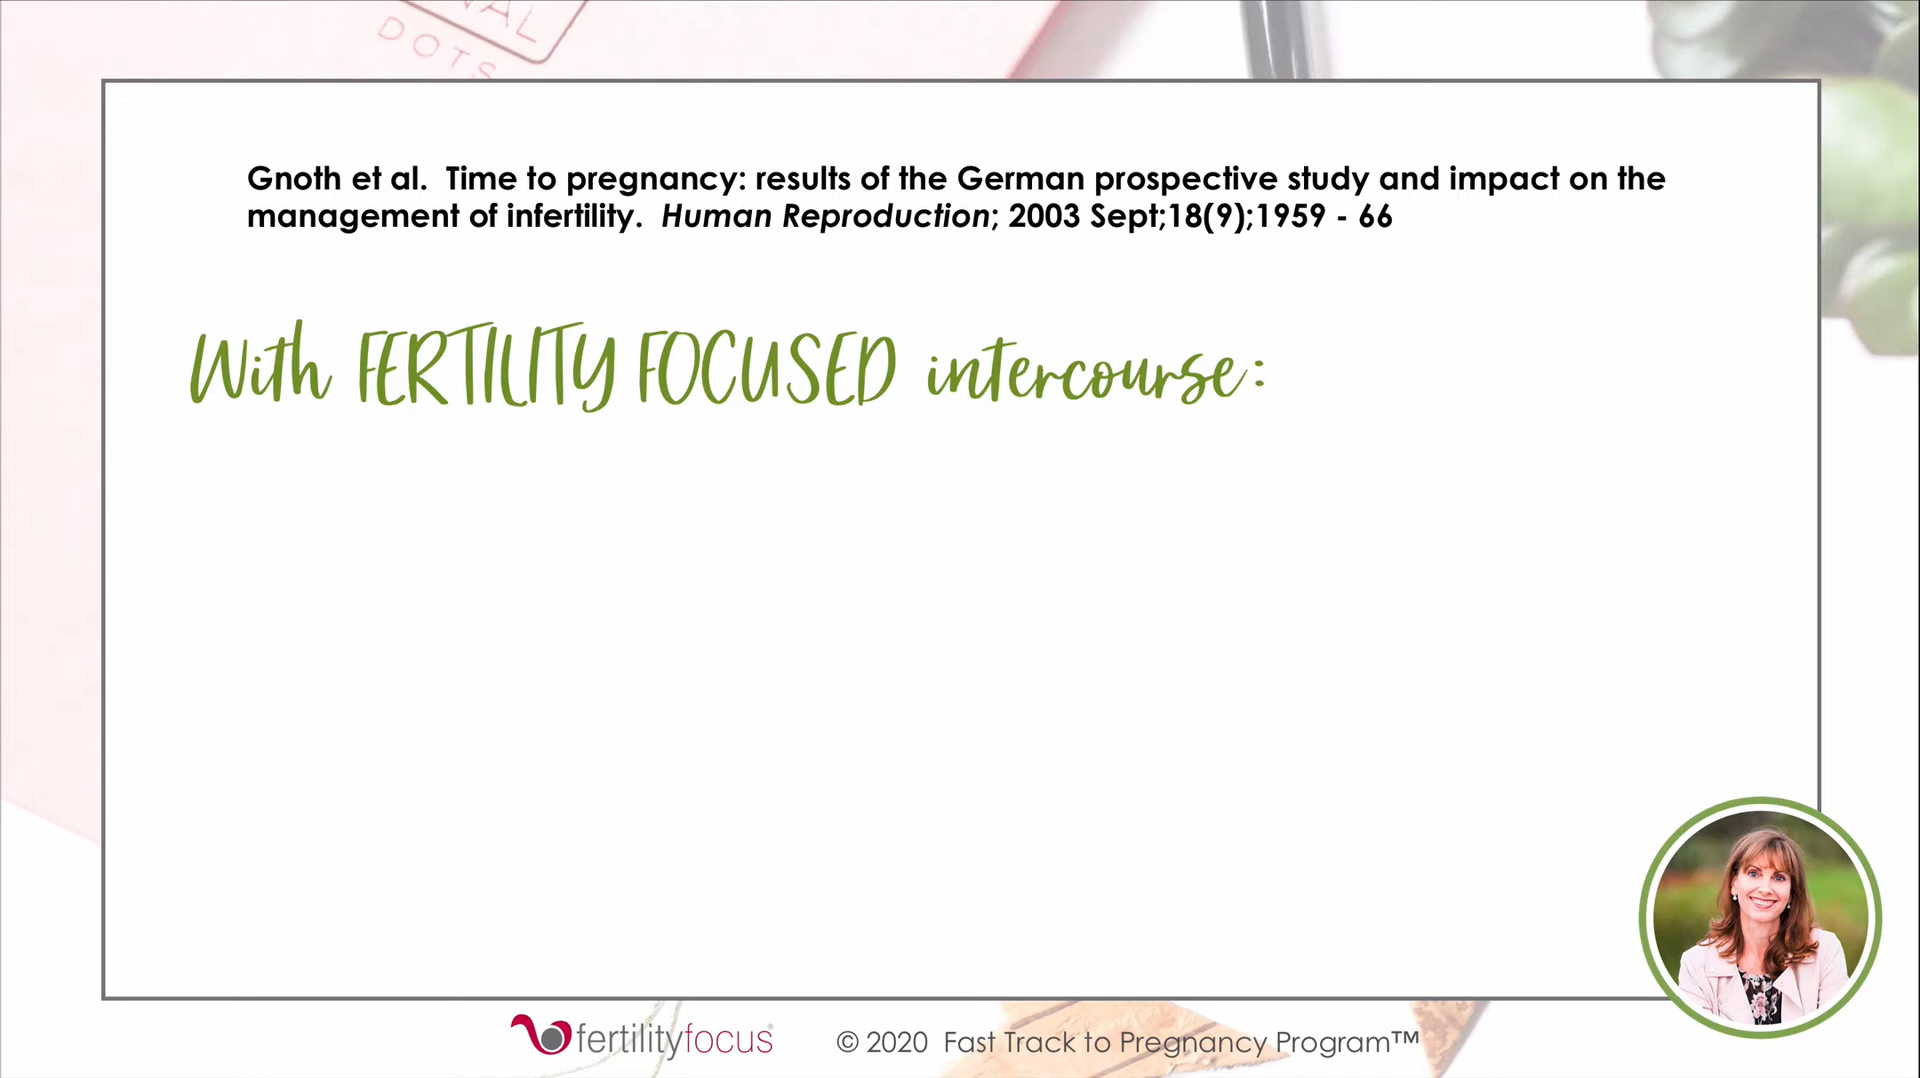 NAL
DOTS
Gnoth et al. Time to pregnancy: results of the German prospective study and impact on the
management of infertility. Human Reproduction; 2003 Sept;18(9);1959 - 66
With FERTILITY FOCUSED intercourse:
fertilityfocus® © 2020 Fast Track to Pregnancy Program™